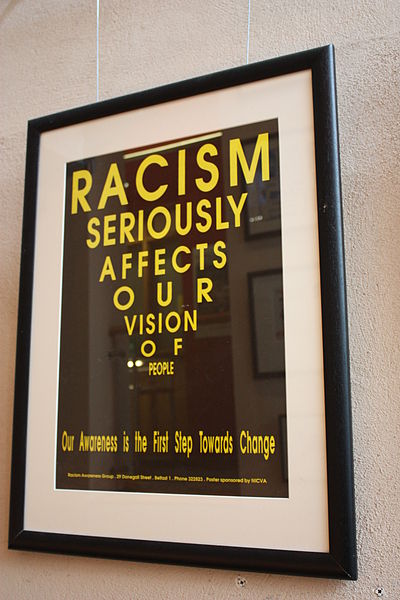 RACISM
SERIOUSLY
AFFECTS
OUR
VISION
OF
PEOPLE
Our Awareness is the First Step Towards Change
Racism Awareness Group . 29 Donegall Street . Belfast 1 . Phone 322823 . Poster sponsored by NICVA